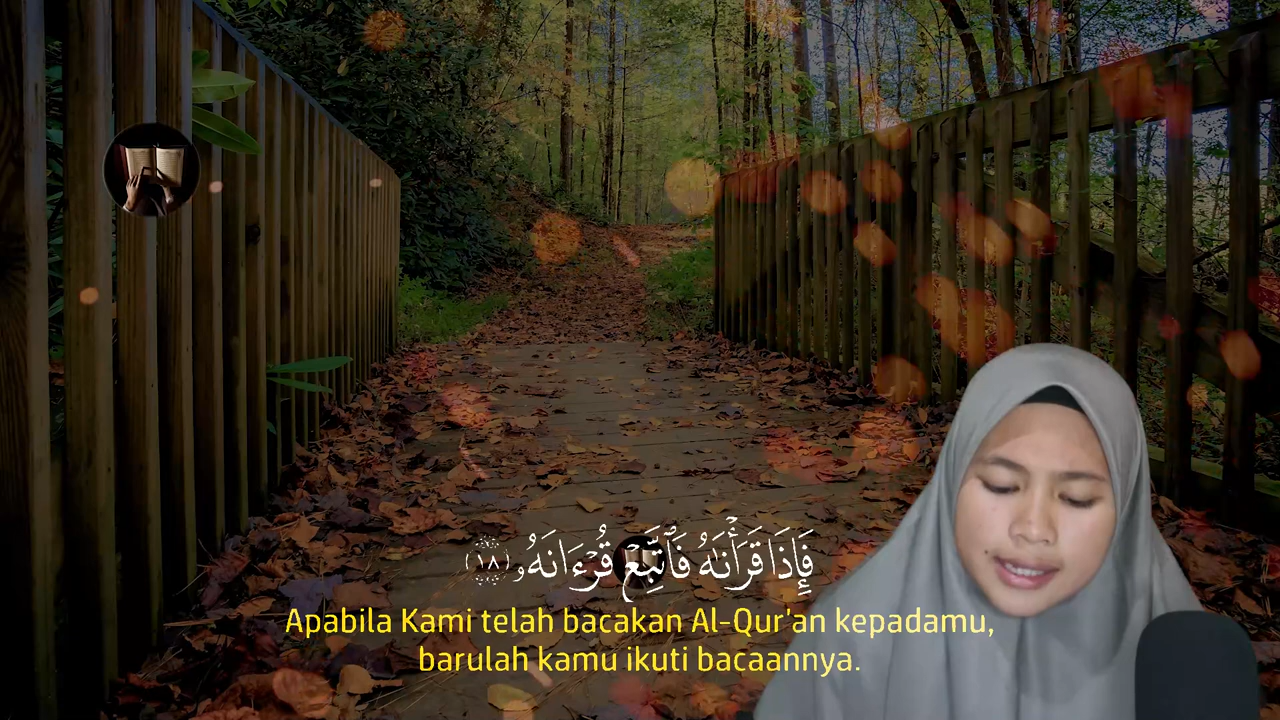 فَإِذَا قَرَأْنَٰهُ فَٱتَّبِعْ قُرْءَانَهُۥ ﴿١٨﴾
Apabila Kami telah bacakan Al-Qur'an kepadamu,
barulah kamu ikuti bacaannya.